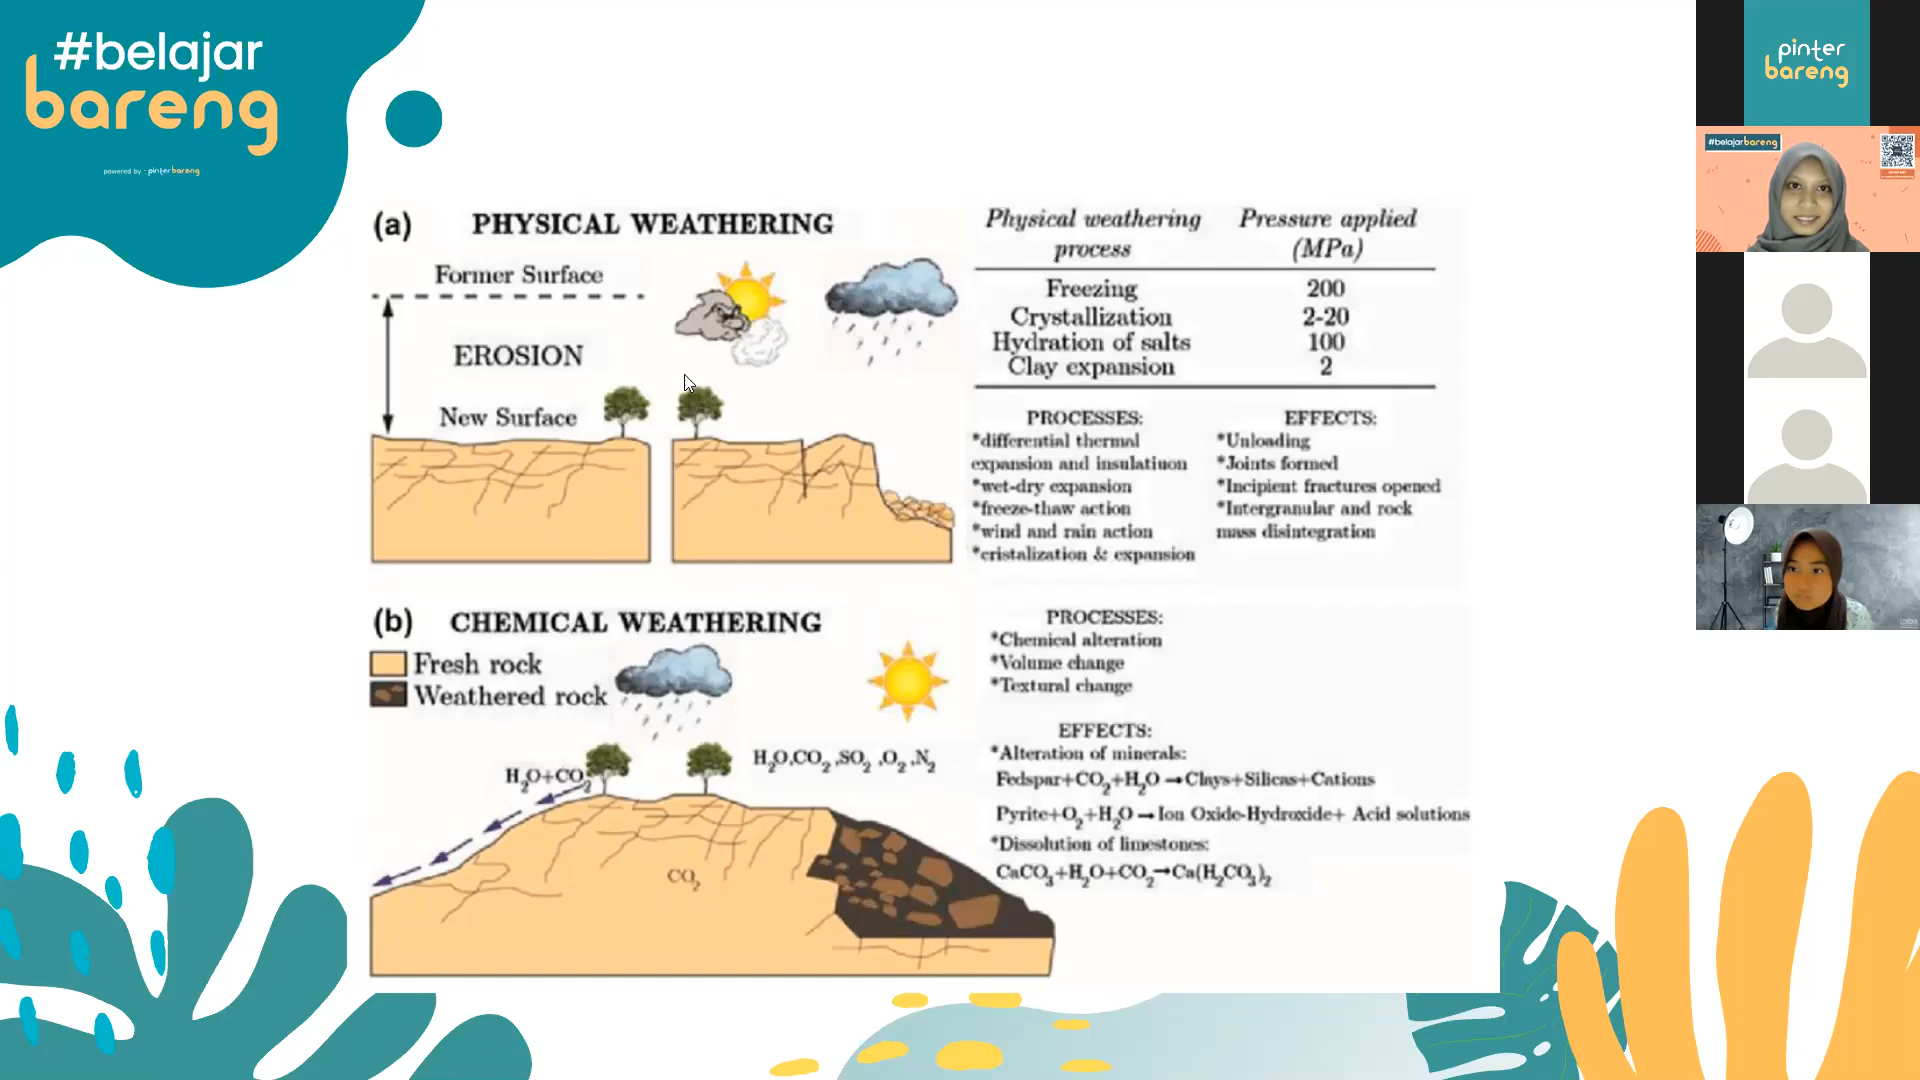 #belajar
bareng
powered by : pinterbareng
(a) PHYSICAL WEATHERING
Former Surface
EROSION
New Surface
Physical weathering process
Pressure applied (MPa)
Freezing 200
Crystallization 2-20
Hydration of salts 100
Clay expansion 2
PROCESSES:
*differential thermal
expansion and insulatiuon
*wet-dry expansion
*freeze-thaw action
*wind and rain action
*cristalization & expansion
EFFECTS:
*Unloading
*Joints formed
*Incipient fractures opened
*Intergranular and rock
mass disintegration
(b) CHEMICAL WEATHERING
Fresh rock
Weathered rock
H₂O+CO₂
H₂O,CO₂,SO₂,O₂,N₂
CO₂
PROCESSES:
*Chemical alteration
*Volume change
*Textural change
EFFECTS:
*Alteration of minerals:
Fedspar+CO₂+H₂O→Clays+Silicas+Cations
Pyrite+O₂+H₂O→Ion Oxide-Hydroxide+ Acid solutions
*Dissolution of limestones:
CaCO₃+H₂O+CO₂→Ca(H₂CO₃)₂
pinter
bareng
#belajarbareng